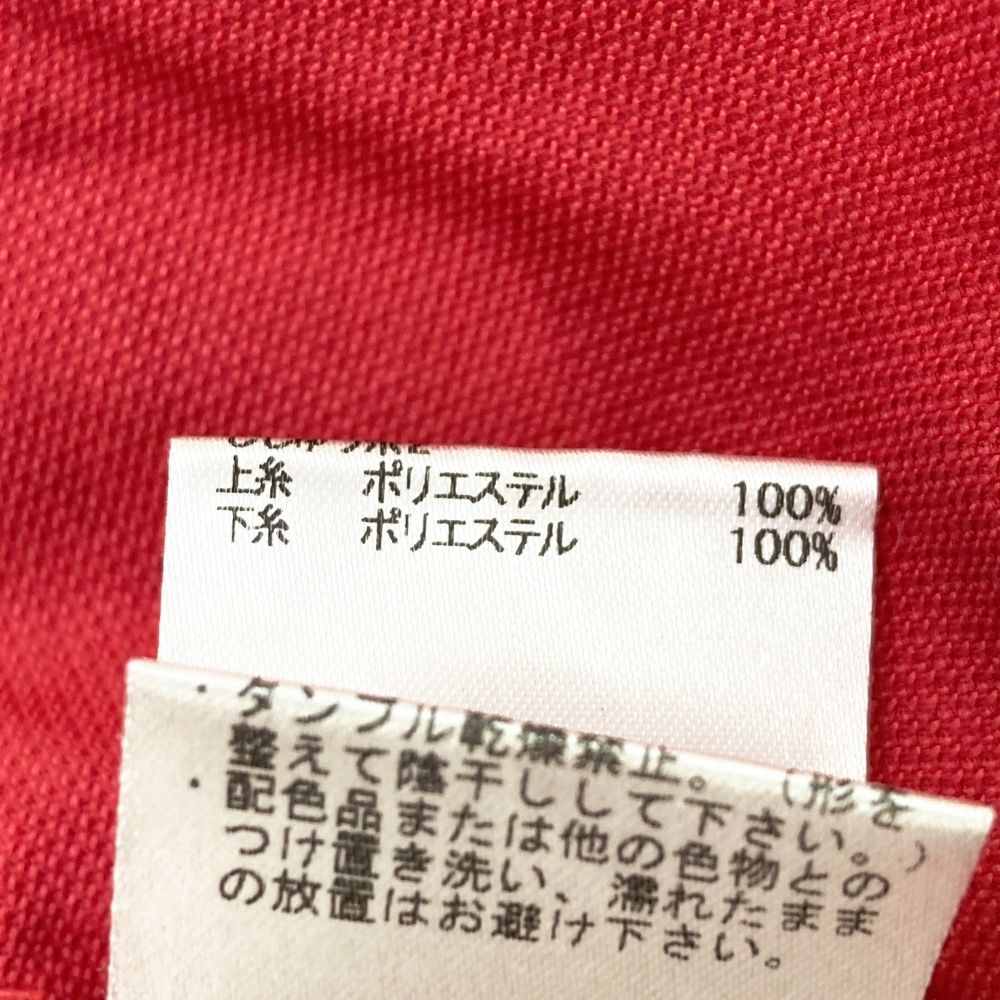 上糸 ポリエステル 100%
下糸 ポリエステル 100%
・タンブル乾燥禁止。(形を
整えて陰干しして下さい。)
・配色品または他の色物との
つけ置き洗い、濡れたまま
の放置はお避け下さい。